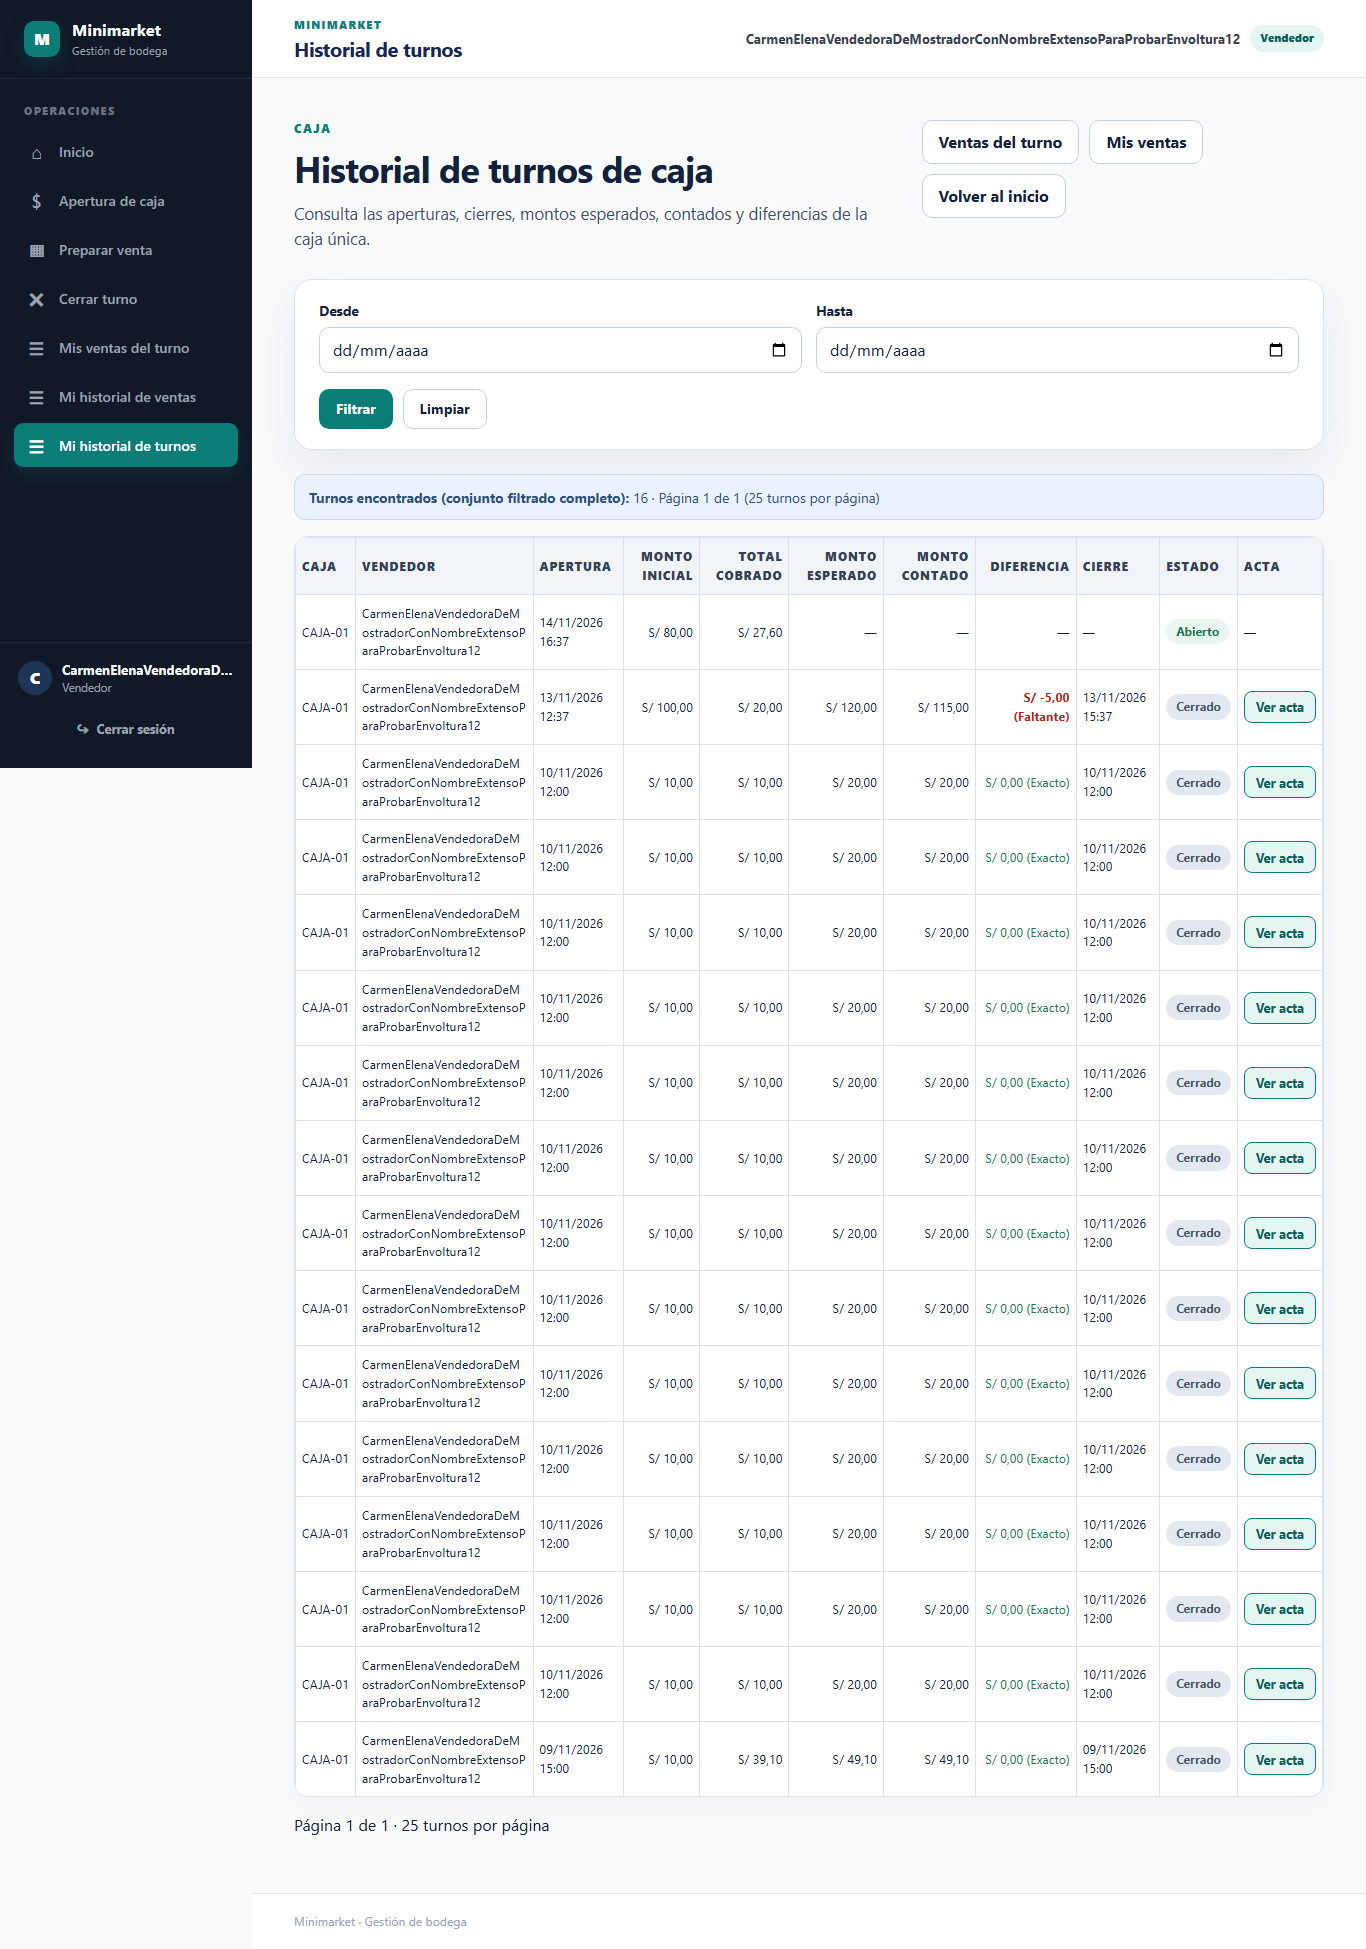 M
Minimarket
Gestión de bodega
OPERACIONES
Inicio
$ Apertura de caja
Preparar venta
Cerrar turno
Mis ventas del turno
Mi historial de ventas
Mi historial de turnos
C
CarmenElenaVendedoraD...
Vendedor
Cerrar sesión
MINIMARKET
Historial de turnos
CarmenElenaVendedoraDeMostradorConNombreExtensoParaProbarEnvoltura12 Vendedor
CAJA
Historial de turnos de caja
Consulta las aperturas, cierres, montos esperados, contados y diferencias de la
caja única.
Ventas del turno Mis ventas
Volver al inicio
Desde Hasta
dd/mm/aaaa dd/mm/aaaa
Filtrar Limpiar
Turnos encontrados (conjunto filtrado completo): 16 · Página 1 de 1 (25 turnos por página)
CAJA VENDEDOR APERTURA MONTO INICIAL TOTAL COBRADO MONTO ESPERADO MONTO CONTADO DIFERENCIA CIERRE ESTADO ACTA
CAJA-01 CarmenElenaVendedoraDeMostradorConNombreExtensoParaProbarEnvoltura12 14/11/2026 16:37 S/ 80,00 S/ 27,60 — — — — Abierto —
CAJA-01 CarmenElenaVendedoraDeMostradorConNombreExtensoParaProbarEnvoltura12 13/11/2026 12:37 S/ 100,00 S/ 20,00 S/ 120,00 S/ 115,00 S/ -5,00 (Faltante) 13/11/2026 15:37 Cerrado Ver acta
CAJA-01 CarmenElenaVendedoraDeMostradorConNombreExtensoParaProbarEnvoltura12 10/11/2026 12:00 S/ 10,00 S/ 10,00 S/ 20,00 S/ 20,00 S/ 0,00 (Exacto) 10/11/2026 12:00 Cerrado Ver acta
CAJA-01 CarmenElenaVendedoraDeMostradorConNombreExtensoParaProbarEnvoltura12 10/11/2026 12:00 S/ 10,00 S/ 10,00 S/ 20,00 S/ 20,00 S/ 0,00 (Exacto) 10/11/2026 12:00 Cerrado Ver acta
CAJA-01 CarmenElenaVendedoraDeMostradorConNombreExtensoParaProbarEnvoltura12 10/11/2026 12:00 S/ 10,00 S/ 10,00 S/ 20,00 S/ 20,00 S/ 0,00 (Exacto) 10/11/2026 12:00 Cerrado Ver acta
CAJA-01 CarmenElenaVendedoraDeMostradorConNombreExtensoParaProbarEnvoltura12 10/11/2026 12:00 S/ 10,00 S/ 10,00 S/ 20,00 S/ 20,00 S/ 0,00 (Exacto) 10/11/2026 12:00 Cerrado Ver acta
CAJA-01 CarmenElenaVendedoraDeMostradorConNombreExtensoParaProbarEnvoltura12 10/11/2026 12:00 S/ 10,00 S/ 10,00 S/ 20,00 S/ 20,00 S/ 0,00 (Exacto) 10/11/2026 12:00 Cerrado Ver acta
CAJA-01 CarmenElenaVendedoraDeMostradorConNombreExtensoParaProbarEnvoltura12 10/11/2026 12:00 S/ 10,00 S/ 10,00 S/ 20,00 S/ 20,00 S/ 0,00 (Exacto) 10/11/2026 12:00 Cerrado Ver acta
CAJA-01 CarmenElenaVendedoraDeMostradorConNombreExtensoParaProbarEnvoltura12 10/11/2026 12:00 S/ 10,00 S/ 10,00 S/ 20,00 S/ 20,00 S/ 0,00 (Exacto) 10/11/2026 12:00 Cerrado Ver acta
CAJA-01 CarmenElenaVendedoraDeMostradorConNombreExtensoParaProbarEnvoltura12 10/11/2026 12:00 S/ 10,00 S/ 10,00 S/ 20,00 S/ 20,00 S/ 0,00 (Exacto) 10/11/2026 12:00 Cerrado Ver acta
CAJA-01 CarmenElenaVendedoraDeMostradorConNombreExtensoParaProbarEnvoltura12 10/11/2026 12:00 S/ 10,00 S/ 10,00 S/ 20,00 S/ 20,00 S/ 0,00 (Exacto) 10/11/2026 12:00 Cerrado Ver acta
CAJA-01 CarmenElenaVendedoraDeMostradorConNombreExtensoParaProbarEnvoltura12 10/11/2026 12:00 S/ 10,00 S/ 10,00 S/ 20,00 S/ 20,00 S/ 0,00 (Exacto) 10/11/2026 12:00 Cerrado Ver acta
CAJA-01 CarmenElenaVendedoraDeMostradorConNombreExtensoParaProbarEnvoltura12 10/11/2026 12:00 S/ 10,00 S/ 10,00 S/ 20,00 S/ 20,00 S/ 0,00 (Exacto) 10/11/2026 12:00 Cerrado Ver acta
CAJA-01 CarmenElenaVendedoraDeMostradorConNombreExtensoParaProbarEnvoltura12 10/11/2026 12:00 S/ 10,00 S/ 10,00 S/ 20,00 S/ 20,00 S/ 0,00 (Exacto) 10/11/2026 12:00 Cerrado Ver acta
CAJA-01 CarmenElenaVendedoraDeMostradorConNombreExtensoParaProbarEnvoltura12 10/11/2026 12:00 S/ 10,00 S/ 10,00 S/ 20,00 S/ 20,00 S/ 0,00 (Exacto) 10/11/2026 12:00 Cerrado Ver acta
CAJA-01 CarmenElenaVendedoraDeMostradorConNombreExtensoParaProbarEnvoltura12 09/11/2026 15:00 S/ 10,00 S/ 39,10 S/ 49,10 S/ 49,10 S/ 0,00 (Exacto) 09/11/2026 15:00 Cerrado Ver acta
Página 1 de 1 · 25 turnos por página
Minimarket · Gestión de bodega